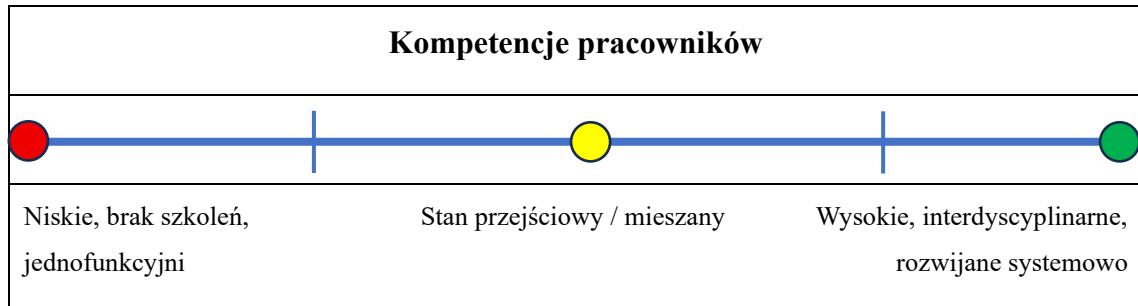 Kompetencje pracowników
Niskie, brak szkoleń,
jednofunkcyjni
Stan przejściowy / mieszany
Wysokie, interdyscyplinarne,
rozwijane systemowo